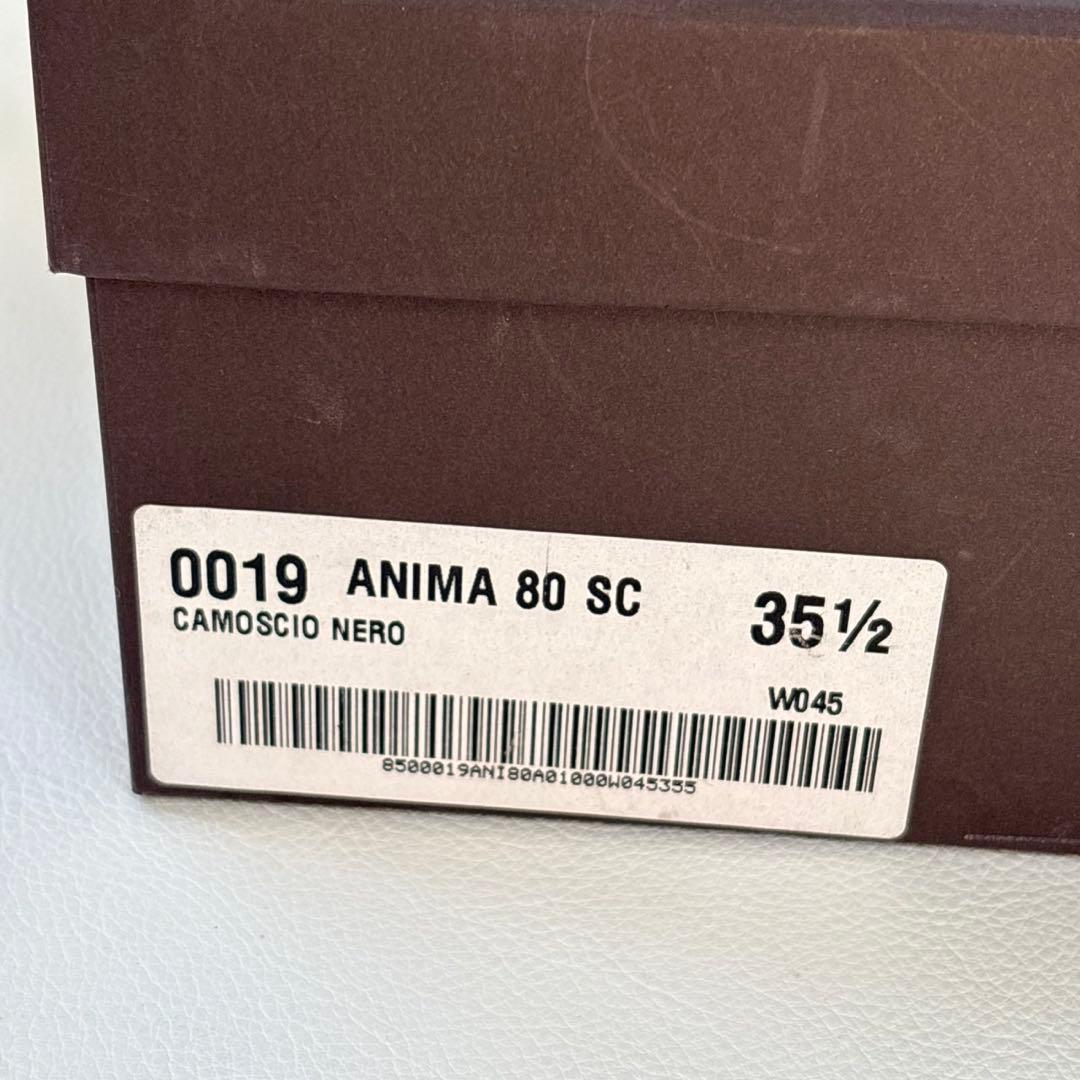 0019 ANIMA 80 SC 35½
CAMOSCIO NERO
W045
8500019ANI80A01000W045355